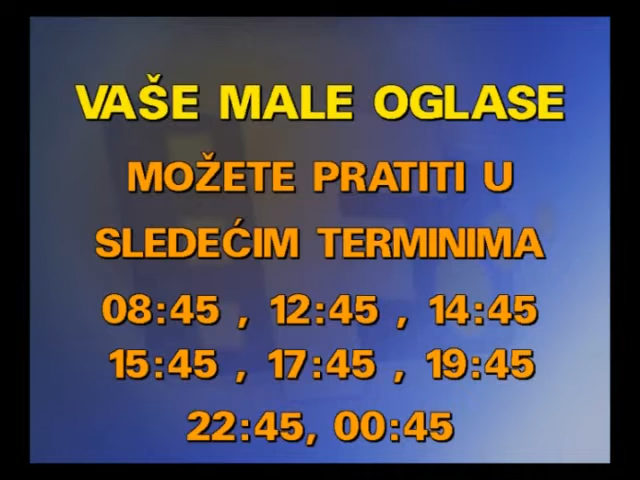 VAŠE MALE OGLASE
MOŽETE PRATITI U
SLEDEĆIM TERMINIMA
08:45 , 12:45 , 14:45
15:45 , 17:45 , 19:45
22:45, 00:45